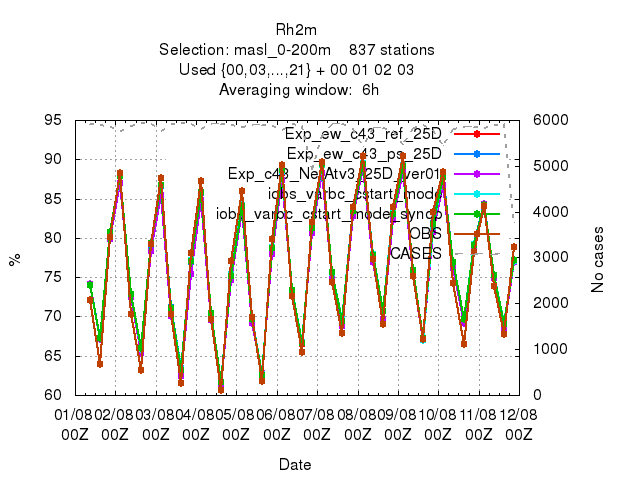 Rh2m
Selection: masl_0-200m 837 stations
Used {00,03,...,21} + 00 01 02 03
Averaging window: 6h
95 6000
90 5000
85 4000
80 3000
75 2000
70 1000
65 0
60
Exp_ew_c43_ref_25D
Exp_ew_c43_ps_25D
Exp_c43_NetAtv3_25D_ver01
iobs_varbc_cstart_mode
iobs_varbc_cstart_mode_synop
OBS
CASES
%
No cases
01/08 02/08 03/08 04/08 05/08 06/08 07/08 08/08 09/08 10/08 11/08 12/08
00Z 00Z 00Z 00Z 00Z 00Z 00Z 00Z 00Z 00Z 00Z 00Z
Date